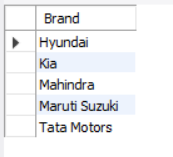 Brand
Hyundai
Kia
Mahindra
Maruti Suzuki
Tata Motors